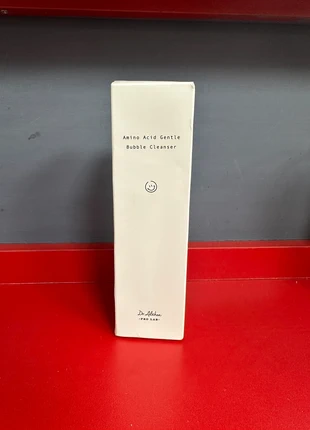 Amino Acid Gentle
Bubble Cleanser
Dr. Althea
-PRO LAB-